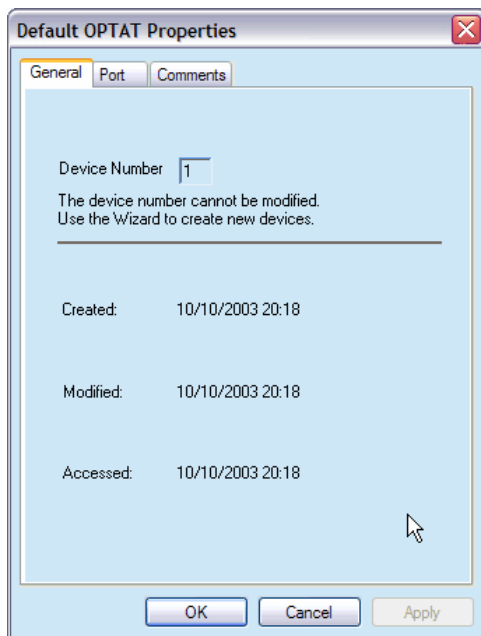 Default OPTAT Properties
General Port Comments
Device Number 1
The device number cannot be modified.
Use the Wizard to create new devices.
Created: 10/10/2003 20:18
Modified: 10/10/2003 20:18
Accessed: 10/10/2003 20:18
OK Cancel Apply